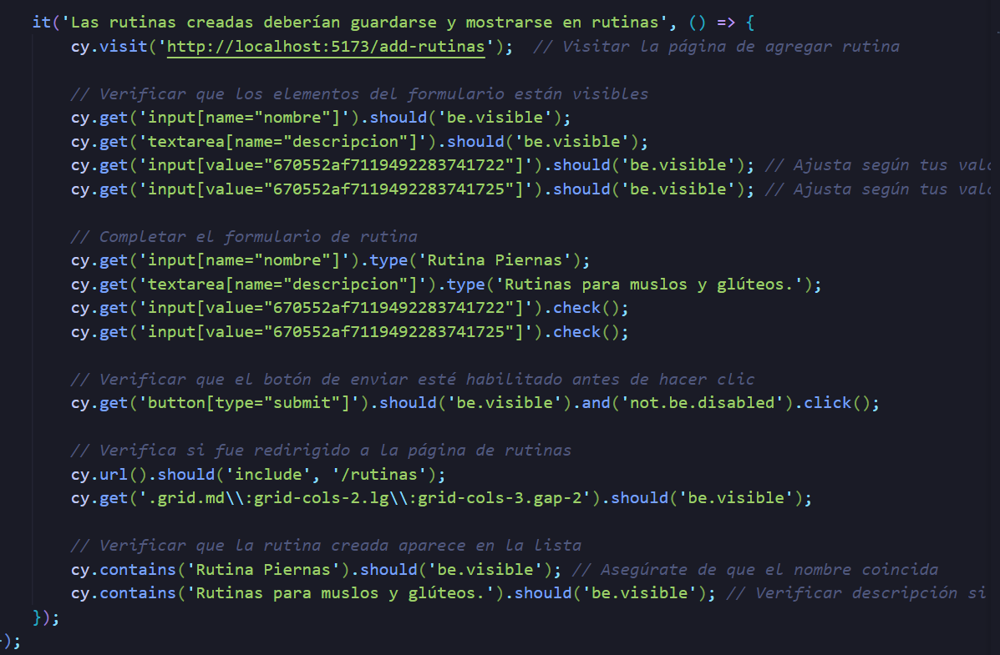 it('Las rutinas creadas deberían guardarse y mostrarse en rutinas', () => {
cy.visit('http://localhost:5173/add-rutinas');  // Visitar la página de agregar rutina
// Verificar que los elementos del formulario están visibles
cy.get('input[name="nombre"]').should('be.visible');
cy.get('textarea[name="descripcion"]').should('be.visible');
cy.get('input[value="670552af7119492283741722"]').should('be.visible'); // Ajusta según tus
cy.get('input[value="670552af7119492283741725"]').should('be.visible'); // Ajusta según tus
// Completar el formulario de rutina
cy.get('input[name="nombre"]').type('Rutina Piernas');
cy.get('textarea[name="descripcion"]').type('Rutinas para muslos y glúteos.');
cy.get('input[value="670552af7119492283741722"]').check();
cy.get('input[value="670552af7119492283741725"]').check();
// Verificar que el botón de enviar esté habilitado antes de hacer clic
cy.get('button[type="submit"]').should('be.visible').and('not.be.disabled').click();
// Verifica si fue redirigido a la página de rutinas
cy.url().should('include', '/rutinas');
cy.get('.grid.md\\:grid-cols-2.lg\\:grid-cols-3.gap-2').should('be.visible');
// Verificar que la rutina creada aparece en la lista
cy.contains('Rutina Piernas').should('be.visible'); // Asegúrate de que el nombre coincida
cy.contains('Rutinas para muslos y glúteos.').should('be.visible'); // Verificar descripción si
});
});